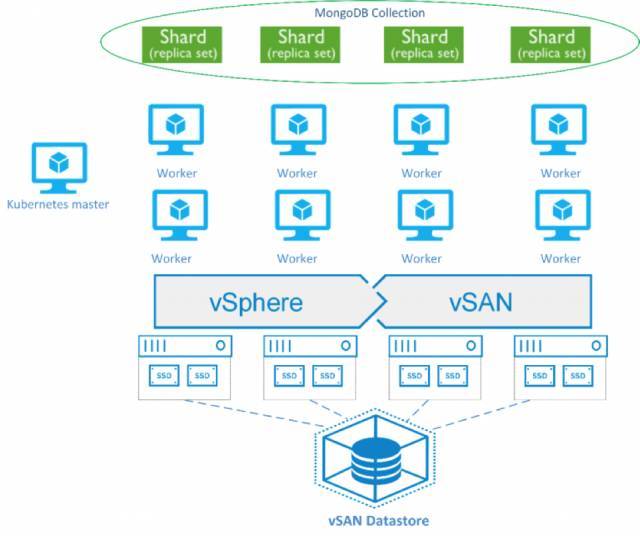 MongoDB Collection
Shard Shard Shard Shard
(replica set) (replica set) (replica set) (replica set)
Worker Worker Worker Worker
Kubernetes master
Worker Worker Worker Worker
vSphere vSAN
SSD SSD SSD SSD SSD SSD SSD SSD
vSAN Datastore